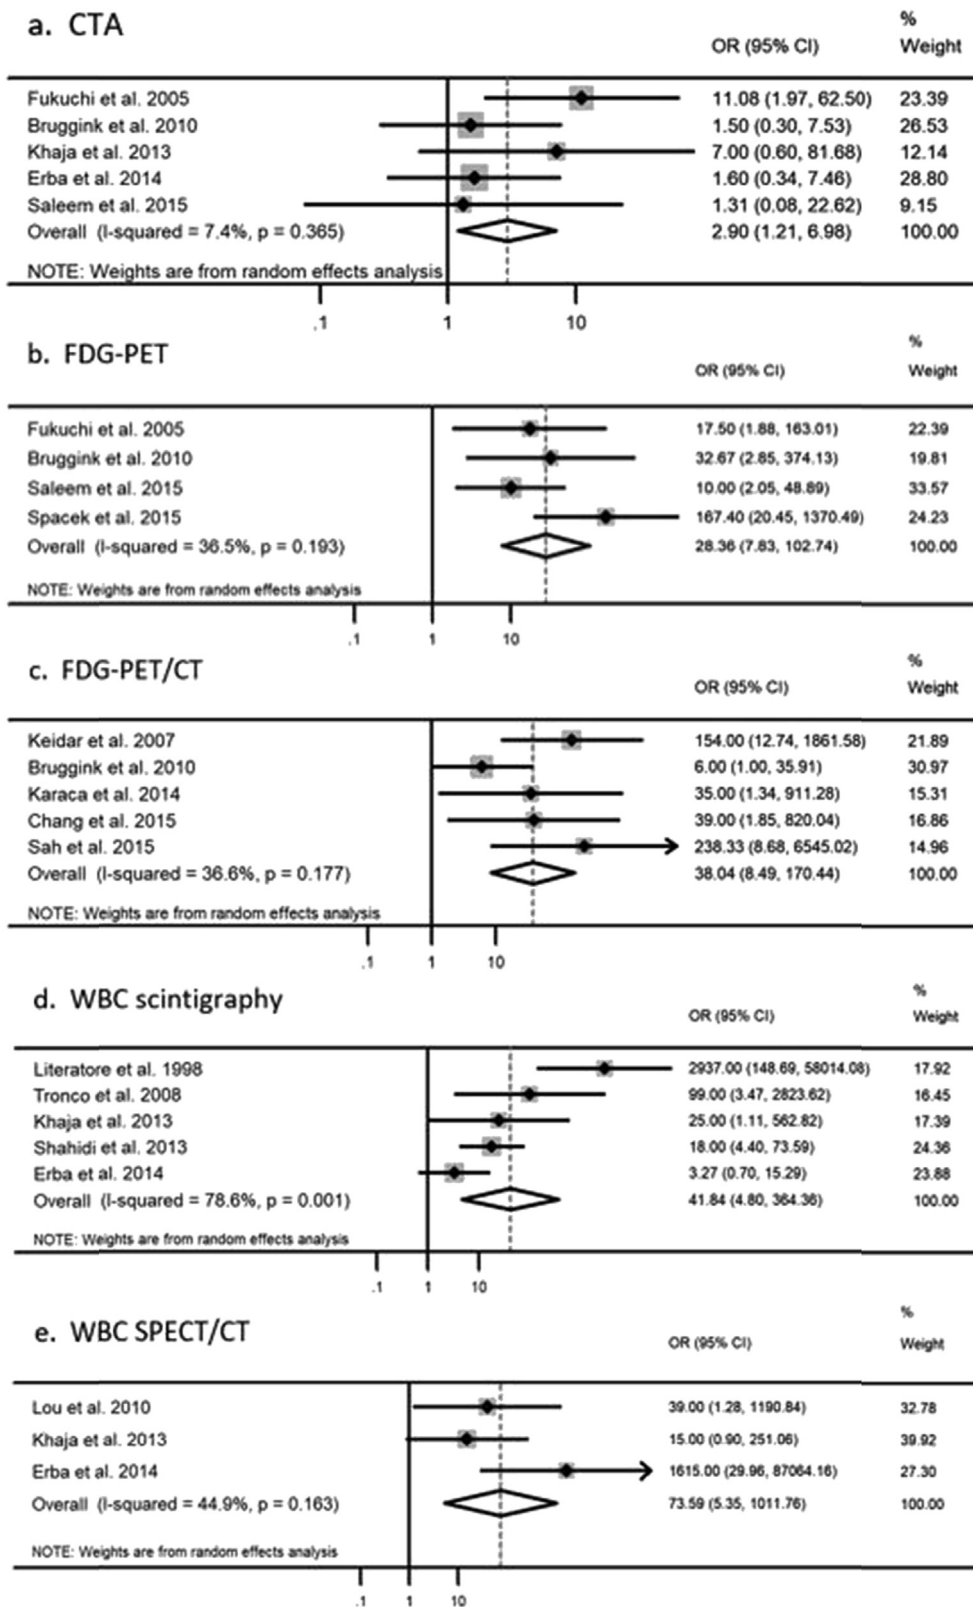 a. CTA
%
OR (95% CI) Weight
Fukuchi et al. 2005 11.08 (1.97, 62.50) 23.39
Bruggink et al. 2010 1.50 (0.30, 7.53) 26.53
Khaja et al. 2013 7.00 (0.60, 81.68) 12.14
Erba et al. 2014 1.60 (0.34, 7.46) 28.80
Saleem et al. 2015 1.31 (0.08, 22.62) 9.15
Overall (I-squared = 7.4%, p = 0.365) 2.90 (1.21, 6.98) 100.00
NOTE: Weights are from random effects analysis
.1 1 10
b. FDG-PET
%
OR (95% CI) Weight
Fukuchi et al. 2005 17.50 (1.88, 163.01) 22.39
Bruggink et al. 2010 32.67 (2.85, 374.13) 19.81
Saleem et al. 2015 10.00 (2.05, 48.89) 33.57
Spacek et al. 2015 167.40 (20.45, 1370.49) 24.23
Overall (I-squared = 36.5%, p = 0.193) 28.36 (7.83, 102.74) 100.00
NOTE: Weights are from random effects analysis
.1 1 10
c. FDG-PET/CT
%
OR (95% CI) Weight
Keidar et al. 2007 154.00 (12.74, 1861.58) 21.89
Bruggink et al. 2010 6.00 (1.00, 35.91) 30.97
Karaca et al. 2014 35.00 (1.34, 911.28) 15.31
Chang et al. 2015 39.00 (1.85, 820.04) 16.86
Sah et al. 2015 238.33 (8.68, 6545.02) 14.96
Overall (I-squared = 36.6%, p = 0.177) 38.04 (8.49, 170.44) 100.00
NOTE: Weights are from random effects analysis
.1 1 10
d. WBC scintigraphy
%
OR (95% CI) Weight
Literatore et al. 1998 2937.00 (148.69, 58014.08) 17.92
Tronco et al. 2008 99.00 (3.47, 2823.62) 16.45
Khaja et al. 2013 25.00 (1.11, 562.82) 17.39
Shahidi et al. 2013 18.00 (4.40, 73.59) 24.36
Erba et al. 2014 3.27 (0.70, 15.29) 23.88
Overall (I-squared = 78.6%, p = 0.001) 41.84 (4.80, 364.36) 100.00
NOTE: Weights are from random effects analysis
.1 1 10
e. WBC SPECT/CT
%
OR (95% CI) Weight
Lou et al. 2010 39.00 (1.28, 1190.84) 32.78
Khaja et al. 2013 15.00 (0.90, 251.06) 39.92
Erba et al. 2014 1615.00 (29.96, 87064.16) 27.30
Overall (I-squared = 44.9%, p = 0.163) 73.59 (5.35, 1011.76) 100.00
NOTE: Weights are from random effects analysis
.1 1 10